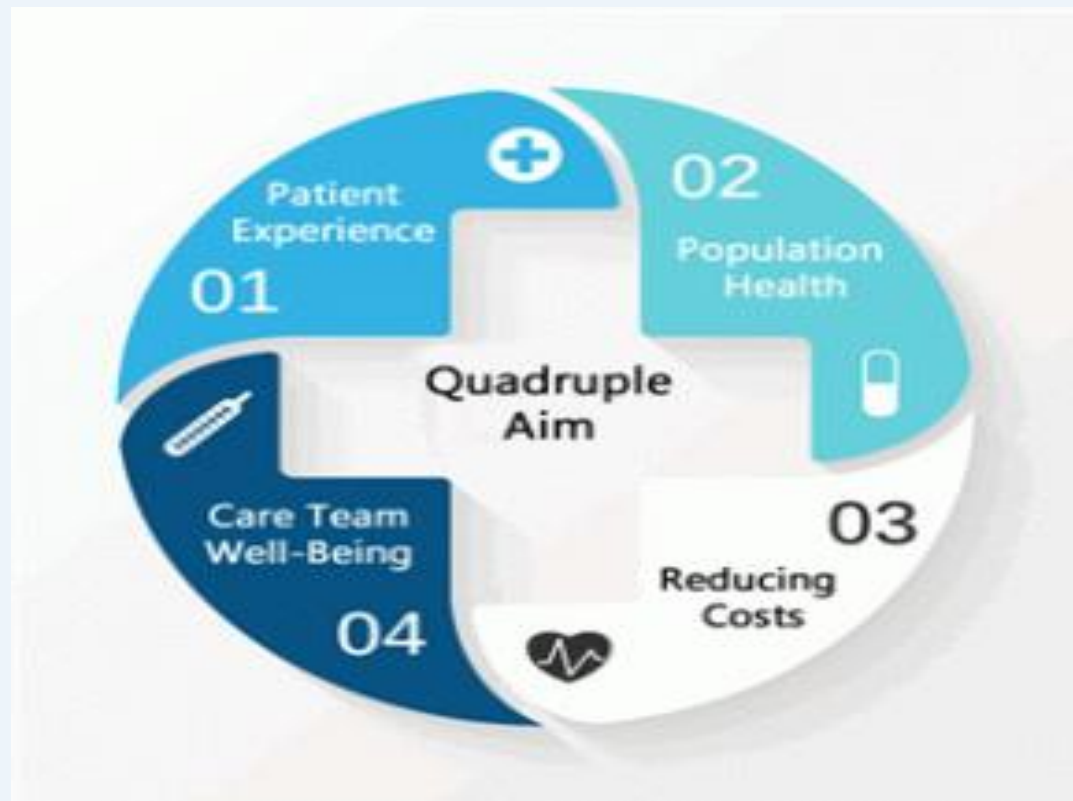 Patient
Experience
01
02
Population
Health
Quadruple
Aim
03
Reducing
Costs
Care Team
Well-Being
04